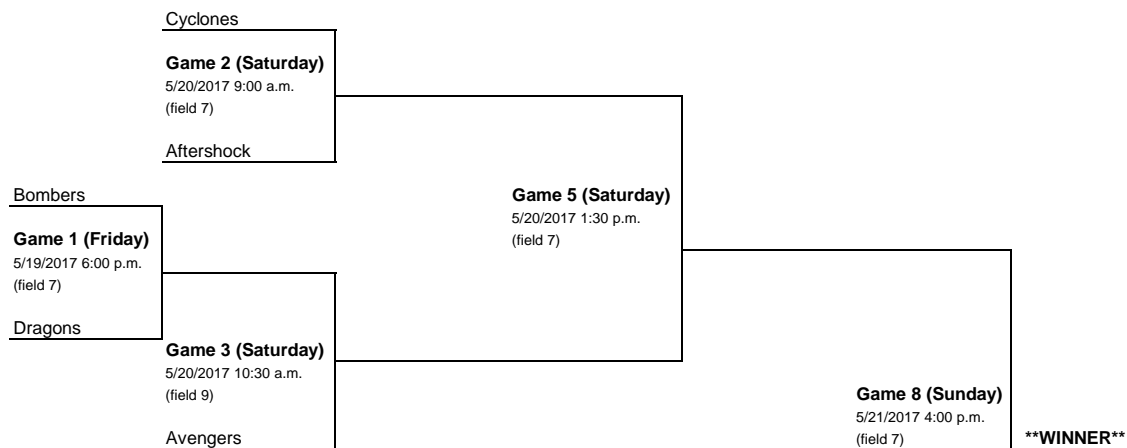 Cyclones
Game 2 (Saturday)
5/20/2017 9:00 a.m.
(field 7)
Aftershock
Bombers
Game 5 (Saturday)
5/20/2017 1:30 p.m.
(field 7)
Game 1 (Friday)
5/19/2017 6:00 p.m.
(field 7)
Dragons
Game 3 (Saturday)
5/20/2017 10:30 a.m.
(field 9)
Avengers
Game 8 (Sunday)
5/21/2017 4:00 p.m.
(field 7)
**WINNER**